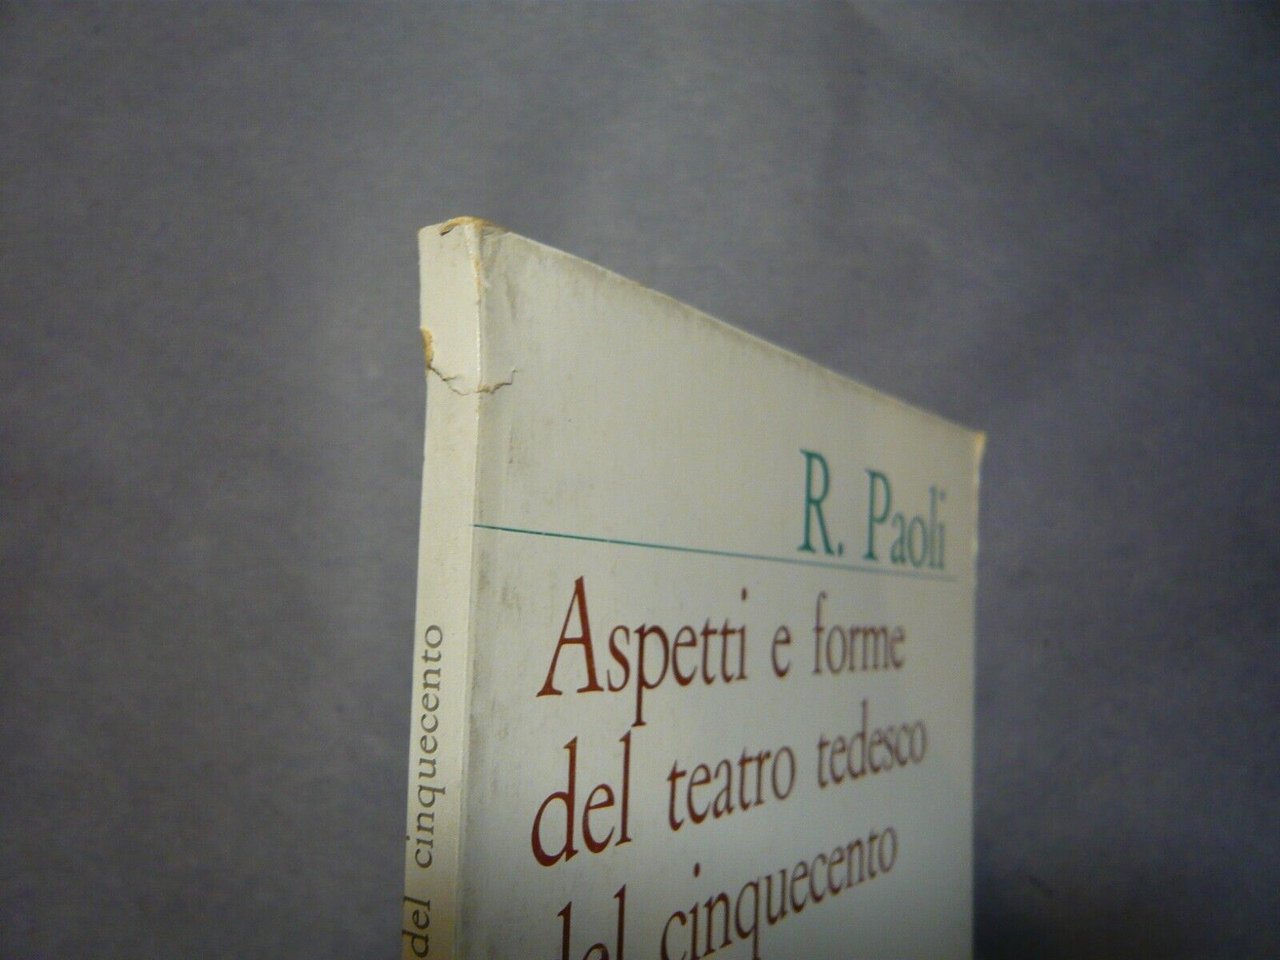 R. Paoli
Aspetti e forme
del teatro tedesco
del cinquecento
del cinquecento